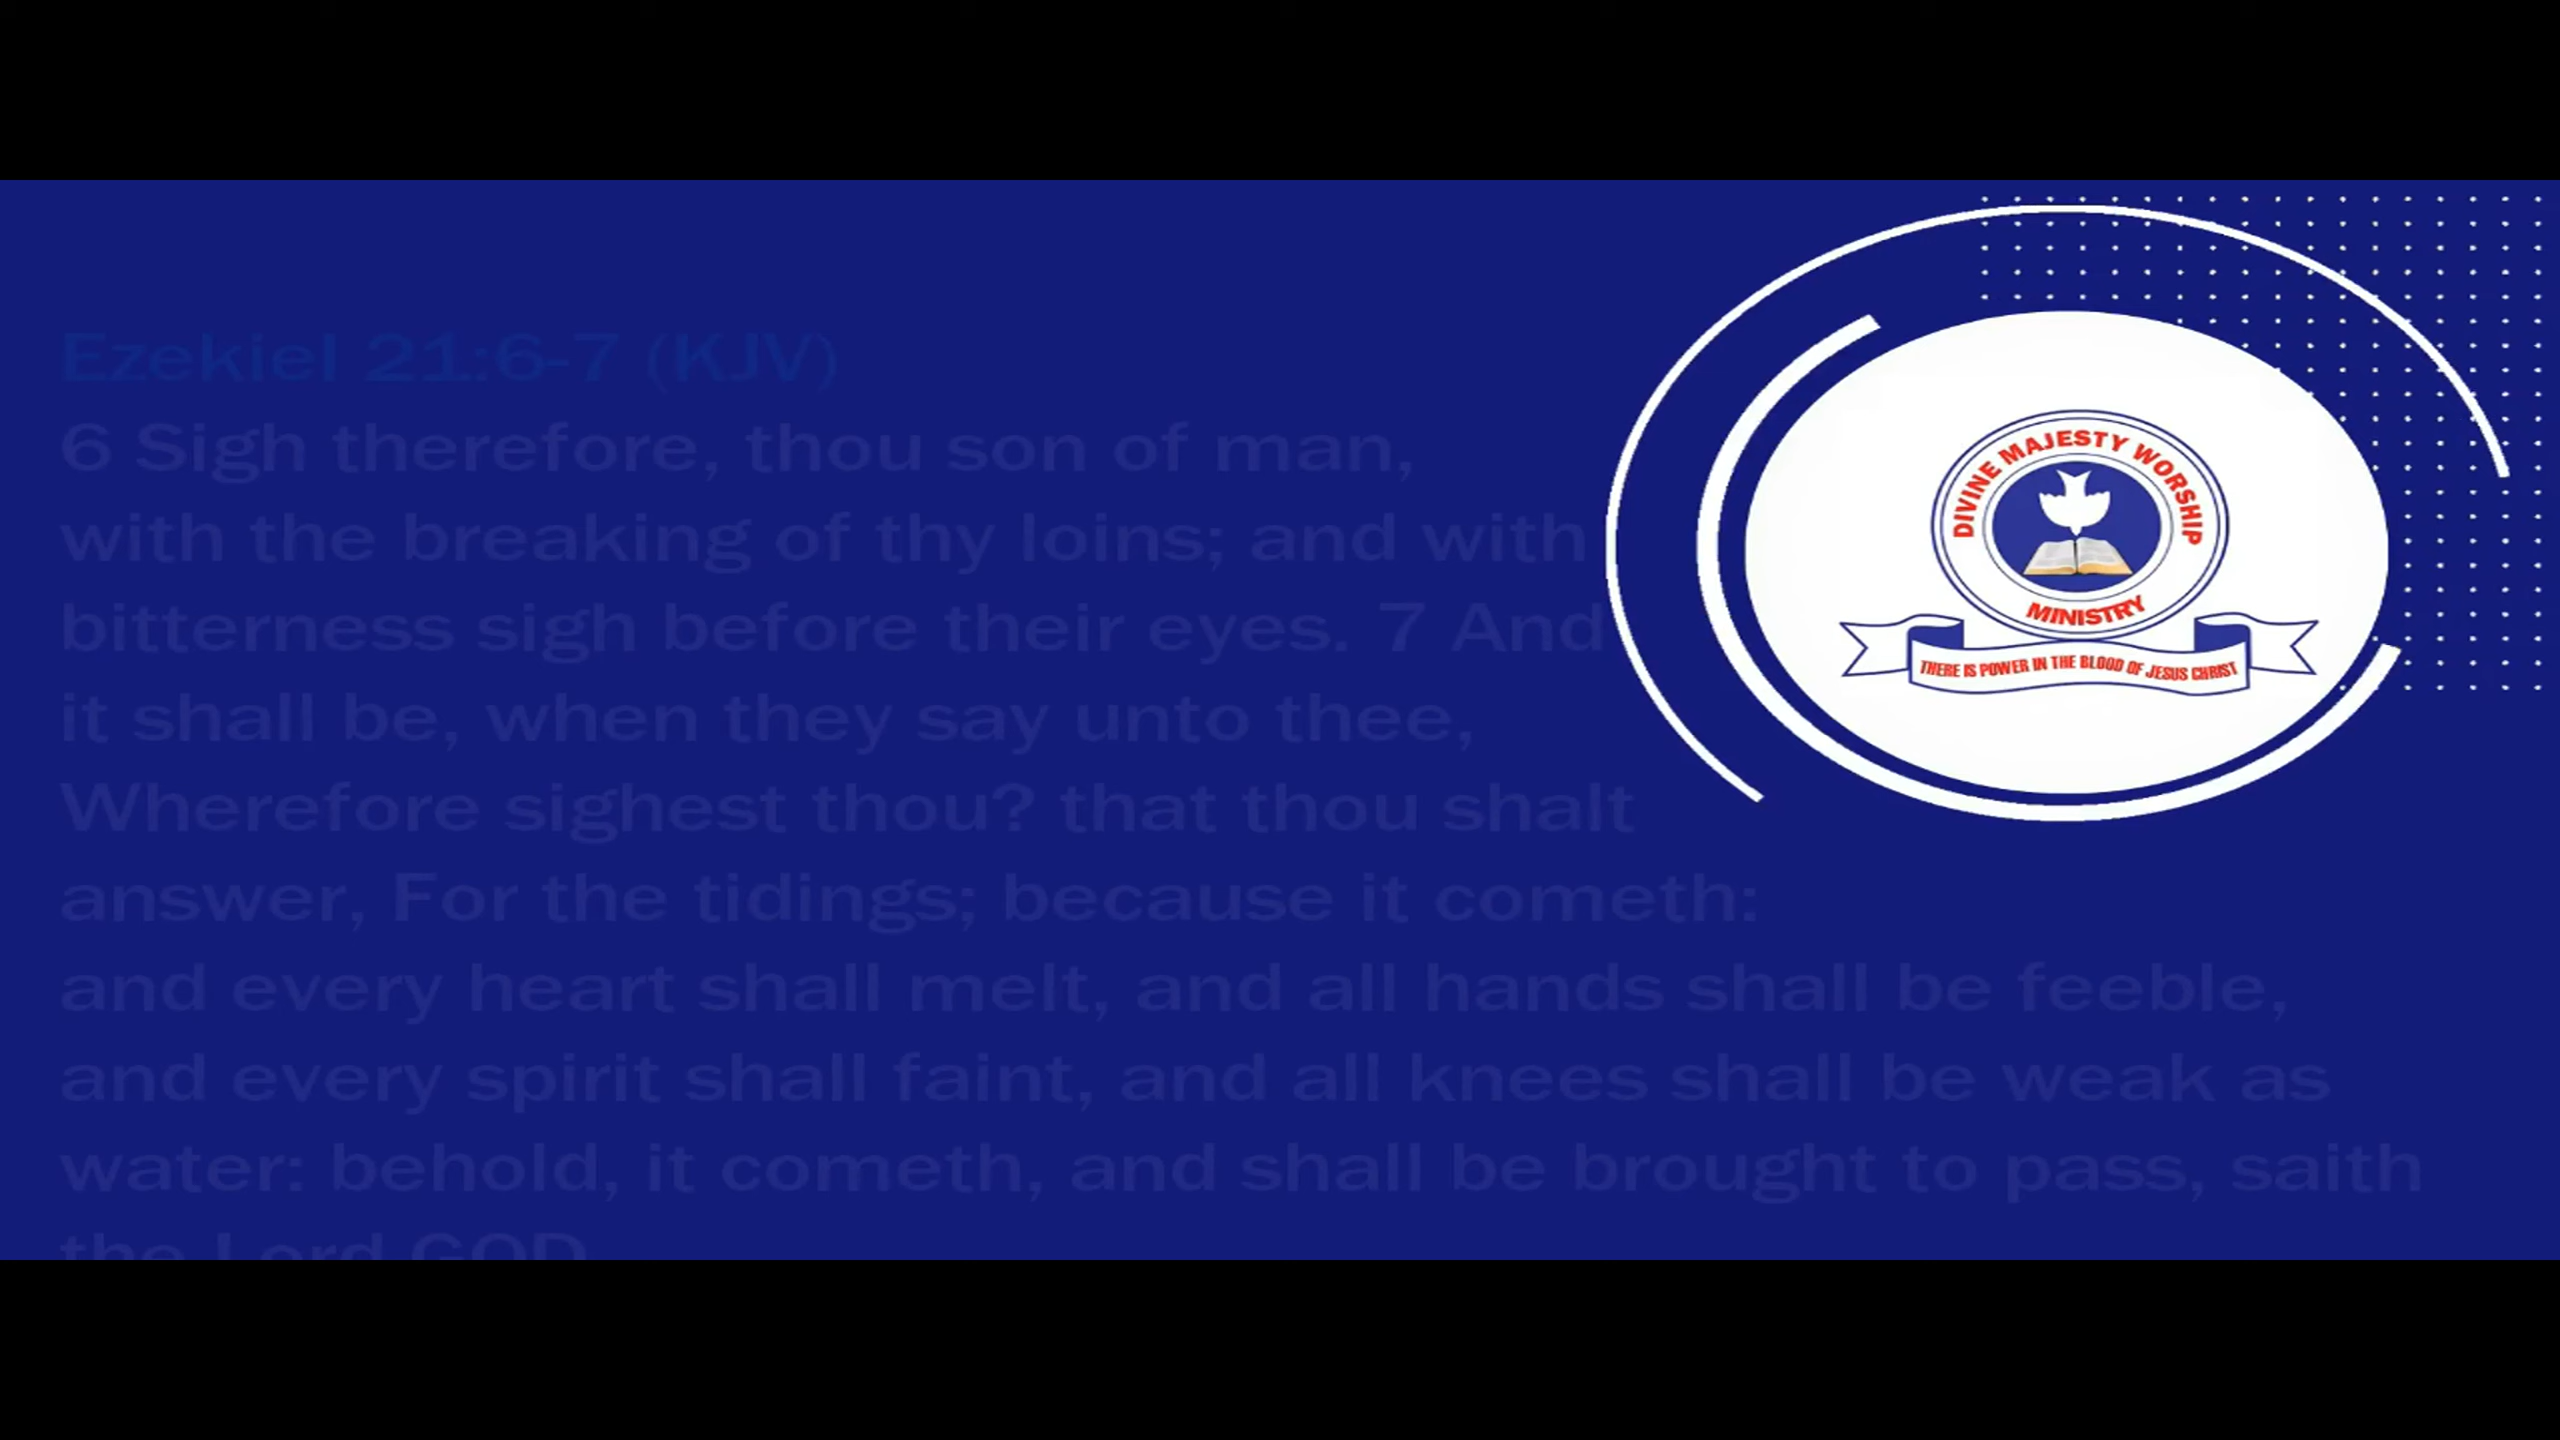 Ezekiel 21:6-7 (KJV)
6 Sigh therefore, thou son of man,
with the breaking of thy loins; and with
bitterness sigh before their eyes. 7 And
it shall be, when they say unto thee,
Wherefore sighest thou? that thou shalt
answer, For the tidings; because it cometh:
and every heart shall melt, and all hands shall be feeble,
and every spirit shall faint, and all knees shall be weak as
water: behold, it cometh, and shall be brought to pass, saith
the Lord GOD
DIVINE MAJESTY WORSHIP
MINISTRY
THERE IS POWER IN THE BLOOD OF JESUS CHRIST